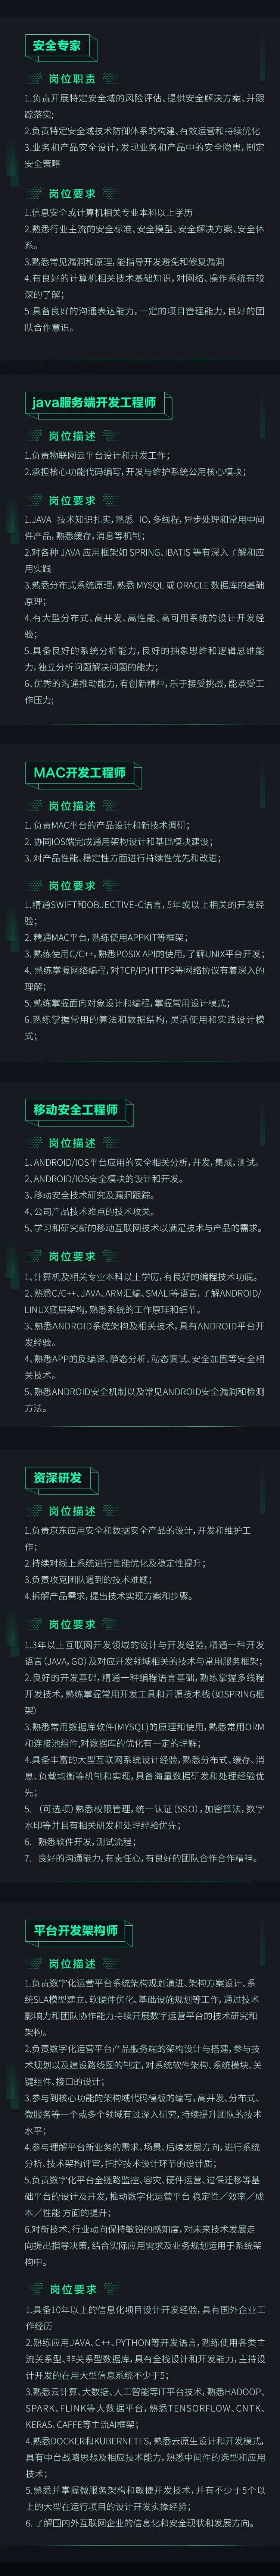 安全专家
岗位职责
1.负责开展特定安全域的风险评估、提供安全解决方案、并跟
踪落实;
2.负责特定安全域技术防御体系的构建、有效运营和持续优化
3.业务和产品安全设计,发现业务和产品中的安全隐患,制定
安全策略
岗位要求
1.信息安全或计算机相关专业本科以上学历
2.熟悉行业主流的安全标准、安全模型、安全解决方案、安全体
系。
3.熟悉常见漏洞和原理,能指导开发避免和修复漏洞
4.有良好的计算机相关技术基础知识,对网络、操作系统有较
深的了解;
5.具备良好的沟通表达能力,一定的项目管理能力,良好的团
队合作意识。
java服务端开发工程师
岗位描述
1.负责物联网云平台设计和开发工作;
2.承担核心功能代码编写,开发与维护系统公用核心模块;
岗位要求
1.JAVA 技术知识扎实,熟悉 IO,多线程,异步处理和常用中间
件产品,熟悉缓存,消息等机制;
2.对各种 JAVA 应用框架如 SPRING、IBATIS 等有深入了解和应
用实践
3.熟悉分布式系统原理,熟悉 MYSQL 或 ORACLE 数据库的基础
原理;
4.有大型分布式、高并发、高性能、高可用系统的设计开发经
验;
5.具备良好的系统分析能力,良好的抽象思维和逻辑思维能
力,独立分析问题解决问题的能力;
6、优秀的沟通推动能力,有创新精神,乐于接受挑战,能承受工
作压力;
MAC开发工程师
岗位描述
1. 负责MAC平台的产品设计和新技术调研;
2. 协同IOS端完成通用架构设计和基础模块建设;
3. 对产品性能、稳定性方面进行持续性优先和改进;
岗位要求
1.精通SWIFT和OBJECTIVE-C语言,5年或以上相关的开发经
验;
2. 精通MAC平台,熟练使用APPKIT等框架;
3. 熟练使用C/C++,熟悉POSIX API的使用,了解UNIX平台开发;
4. 熟练掌握网络编程,对TCP/IP,HTTPS等网络协议有着深入的
理解;
5. 熟练掌握面向对象设计和编程,掌握常用设计模式;
6.熟练掌握常用的算法和数据结构,灵活使用和实践设计模
式;
移动安全工程师
岗位描述
1、ANDROID/IOS平台应用的安全相关分析,开发,集成,测试。
2、ANDROID/IOS安全模块的设计和开发。
3、移动安全技术研究及漏洞跟踪。
4、公司产品技术难点的技术攻关。
5、学习和研究新的移动互联网技术以满足技术与产品的需求。
岗位要求
1、计算机及相关专业本科以上学历,有良好的编程技术功底。
2、熟悉C/C++、JAVA、ARM汇编、SMALI等语言,了解ANDROID/-
LINUX底层架构,熟悉系统的工作原理和细节。
3、熟悉ANDROID系统架构及相关技术,具有ANDROID平台开
发经验。
4、熟悉APP的反编译、静态分析、动态调试、安全加固等安全相
关技术。
5、熟悉ANDROID安全机制以及常见ANDROID安全漏洞和检测
方法。
资深研发
岗位描述
1.负责京东应用安全和数据安全产品的设计,开发和维护工
作;
2.持续对线上系统进行性能优化及稳定性提升;
3.负责攻克团队遇到的技术难题;
4.拆解产品需求,提出技术实现方案和步骤。
岗位要求
1.3年以上互联网开发领域的设计与开发经验,精通一种开发
语言(JAVA,GO)及对应开发领域相关的技术与常用服务框架;
2.良好的开发基础,精通一种编程语言基础,熟练掌握多线程
开发技术,熟练掌握常用开发工具和开源技术栈(如SPRING框
架)
3.熟悉常用数据库软件(MYSQL)的原理和使用,熟悉常用ORM
和连接池组件,对数据库的优化有一定的理解;
4.具备丰富的大型互联网系统设计经验,熟悉分布式、缓存、消
息、负载均衡等机制和实现,具备海量数据研发和处理经验优
先;
5. (可选项)熟悉权限管理,统一认证(SSO),加密算法,数字
水印等并且有相关研发和处理经验优先;
6. 熟悉软件开发,测试流程;
7. 良好的沟通能力,有责任心,有良好的团队合作合作精神。
平台开发架构师
岗位描述
1.负责数字化运营平台系统架构规划演进、架构方案设计、系
统SLA模型建立、软硬件优化、基础设施规划等工作,通过技术
影响力和团队协作能力持续开展数字运营平台的技术研究和
架构。
2.负责数字化运营平台产品服务端的架构设计与搭建,参与技
术规划以及建设路线图的制定,对系统软件架构、系统模块、关
键组件、接口的设计;
3.参与到核心功能的架构域代码模板的编写,高并发、分布式、
微服务等一个或多个领域有过深入研究,持续提升团队的技术
水平;
4.参与理解平台新业务的需求、场景、后续发展方向,进行系统
分析、技术架构评审,把控技术设计环节的设计质;
5.负责数字化平台全链路监控、容灾、硬件运营、过保迁移等基
础平台的设计及开发,推动数字化运营平台 稳定性/效率/成
本/性能 方面的提升;
6.对新技术、行业动向保持敏锐的感知度,对未来技术发展走
向提出指导决策,结合实际应用需求及业务规划运用于系统架
构中。
岗位要求
1.具备10年以上的信息化项目设计开发经验,具有国外企业工
作经历
2.熟练应用JAVA、C++、PYTHON等开发语言,熟练使用各类主
流关系型、非关系型数据库,具有全栈设计和开发能力,主持设
计开发的在用大型信息系统不少于5;
3.熟悉云计算、大数据、人工智能等IT平台技术,熟悉HADOOP、
SPARK、FLINK等大数据平台,熟悉TENSORFLOW、CNTK、
KERAS、CAFFE等主流AI框架;
4.熟悉DOCKER和KUBERNETES,熟悉云原生设计和开发模式,
具有中台战略思想及相应技术能力,熟悉中间件的选型和应用
技术;
5.熟悉并掌握微服务架构和敏捷开发技术,并有不少于5个以
上的大型在运行项目的设计开发实操经验;
6. 了解国内外互联网企业的信息化和安全现状和发展方向。